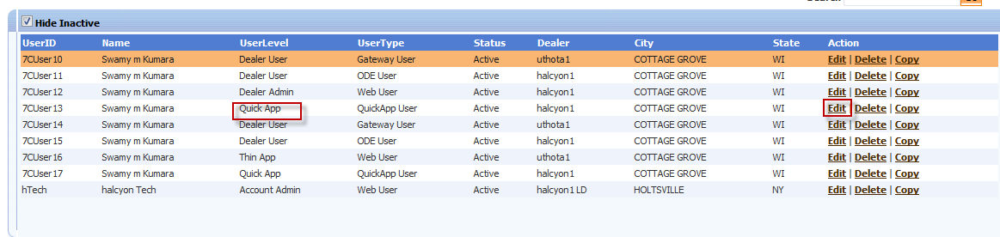 Hide Inactive
UserID Name UserLevel UserType Status Dealer City State Action
7CUser10 Swamy m Kumara Dealer User Gateway User Active uthota1 COTTAGE GROVE WI Edit | Delete | Copy
7CUser11 Swamy m Kumara Dealer User ODE User Active halcyon1 COTTAGE GROVE WI Edit | Delete | Copy
7CUser12 Swamy m Kumara Dealer Admin Web User Active halcyon1 COTTAGE GROVE WI Edit | Delete | Copy
7CUser13 Swamy m Kumara Quick App QuickApp User Active halcyon1 COTTAGE GROVE WI Edit | Delete | Copy
7CUser14 Swamy m Kumara Dealer User Gateway User Active uthota1 COTTAGE GROVE WI Edit | Delete | Copy
7CUser15 Swamy m Kumara Dealer User ODE User Active halcyon1 COTTAGE GROVE WI Edit | Delete | Copy
7CUser16 Swamy m Kumara Thin App Web User Active uthota1 COTTAGE GROVE WI Edit | Delete | Copy
7CUser17 Swamy m Kumara Quick App QuickApp User Active halcyon1 COTTAGE GROVE WI Edit | Delete | Copy
hTech halcyon Tech Account Admin Web User Active halcyon1 LD HOLTSVILLE NY Edit | Delete | Copy